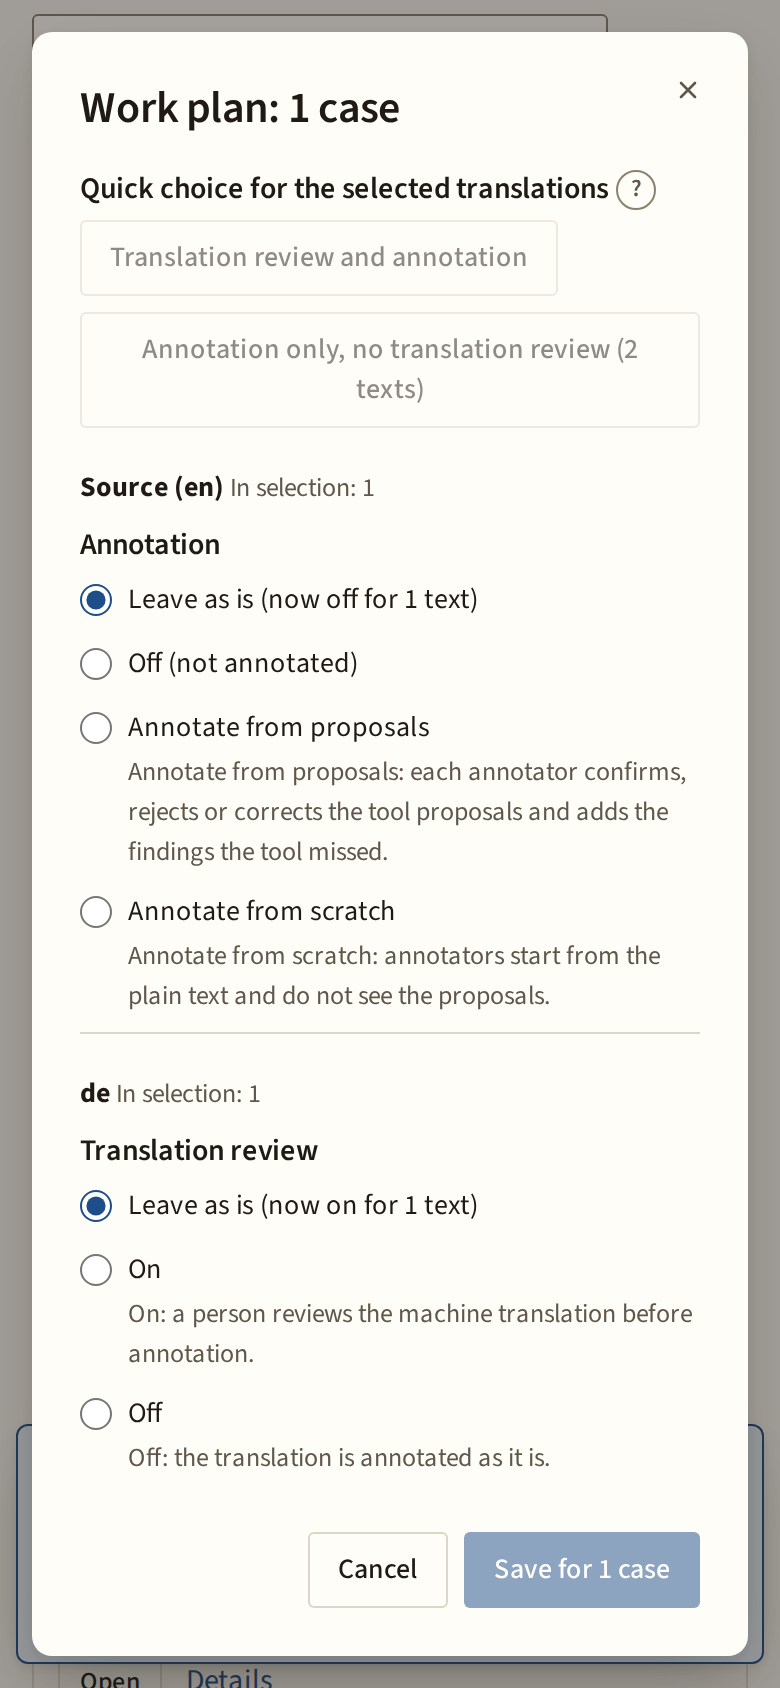 Work plan: 1 case
Quick choice for the selected translations ?
Translation review and annotation
Annotation only, no translation review (2
texts)
Source (en) In selection: 1
Annotation
Leave as is (now off for 1 text)
Off (not annotated)
Annotate from proposals
Annotate from proposals: each annotator confirms,
rejects or corrects the tool proposals and adds the
findings the tool missed.
Annotate from scratch
Annotate from scratch: annotators start from the
plain text and do not see the proposals.
de In selection: 1
Translation review
Leave as is (now on for 1 text)
On
On: a person reviews the machine translation before
annotation.
Off
Off: the translation is annotated as it is.
Cancel
Save for 1 case
Open
Details